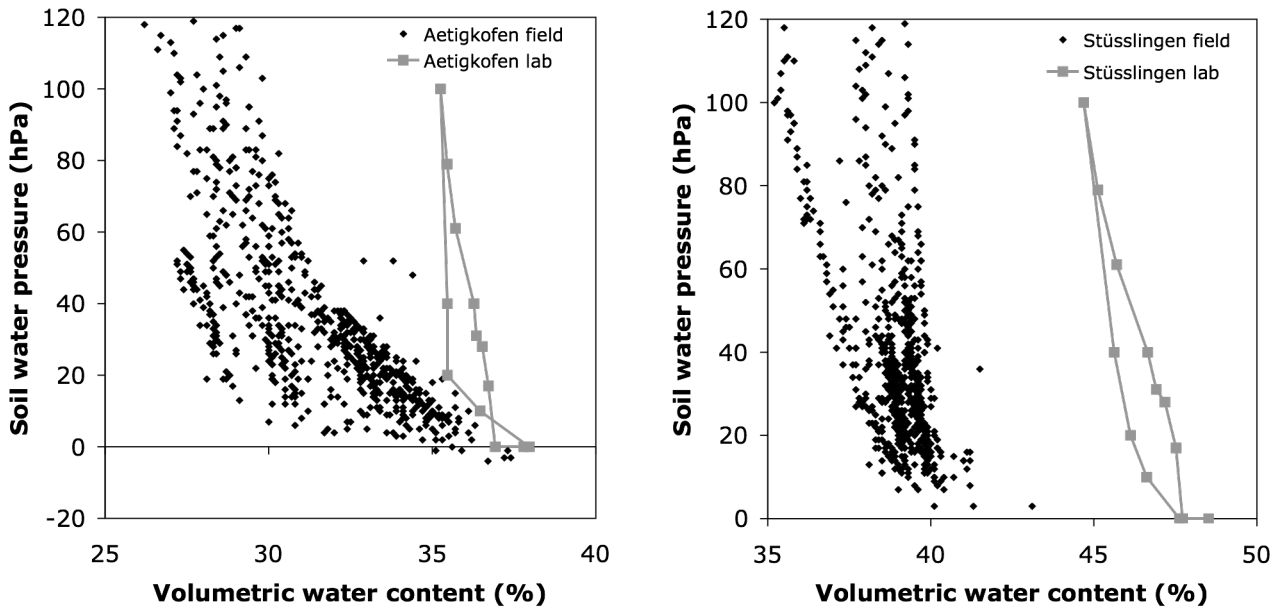 120
100
80
60
40
20
0
-20
25
30
35
40
Soil water pressure (hPa)
Volumetric water content (%)
Aetigkofen field
Aetigkofen lab
120
100
80
60
40
20
0
35
40
45
50
Soil water pressure (hPa)
Volumetric water content (%)
Stüsslingen field
Stüsslingen lab